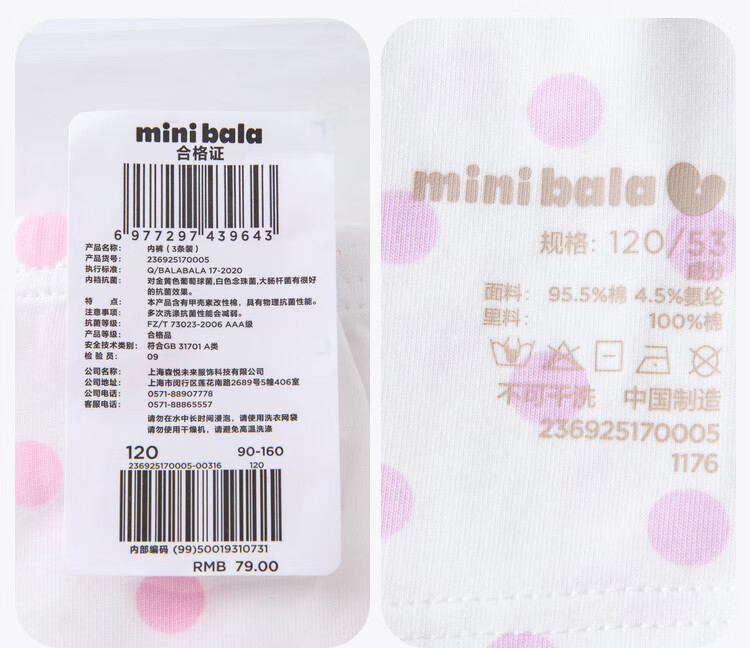 mini bala
合格证
6 977297 439643
产品名称: 内裤（3条装）
产品货号: 236925170005
执行标准: Q/BALABALA 17-2020
内裆抗菌: 对金黄色葡萄球菌,白色念珠菌,大肠杆菌有很好
的抗菌效果。
特 点: 本产品含有甲壳素改性棉，具有物理抗菌性能。
注意事项: 多次洗涤抗菌性能会减弱。
抗菌等级: FZ/T 73023-2006 AAA级
产品等级: 合格品
安全技术类别: 符合GB 31701 A类
检 验 员: 09
公司名称: 上海森悦未来服饰科技有限公司
公司地址: 上海市闵行区莲花南路2689号5幢406室
公司电话: 0571-88907778
客服电话: 0571-88865557
请勿在水中长时间浸泡，请使用洗衣网袋
请勿使用干燥机，请避免高温洗涤
120 90-160
236925170005-00316 120
内部编码 (99)50019310731
RMB 79.00
mini bala
规格: 120/53
成分
面料: 95.5%棉 4.5%氨纶
里料: 100%棉
不可干洗 中国制造
236925170005
1176